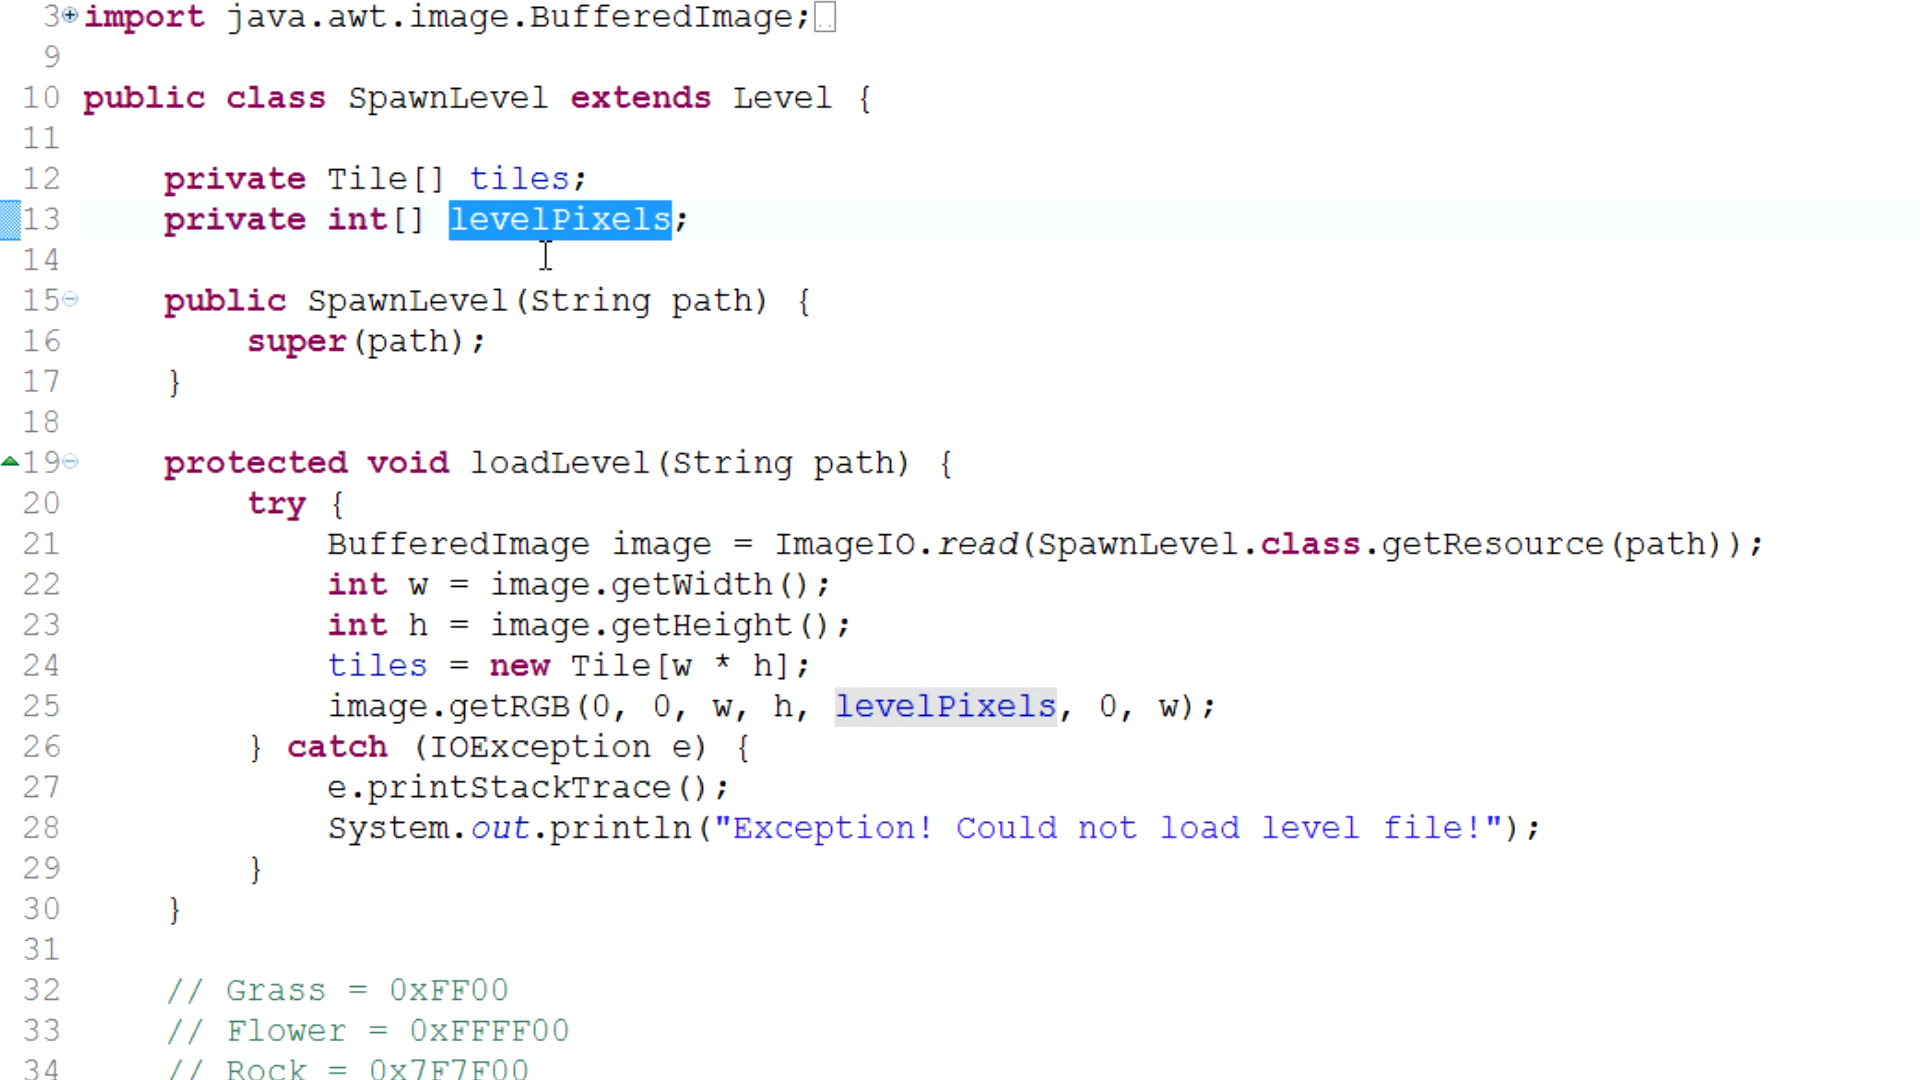 3 import java.awt.image.BufferedImage;
9
10 public class SpawnLevel extends Level {
11
12 private Tile[] tiles;
13 private int[] levelPixels;
14
15 public SpawnLevel(String path) {
16 super(path);
17 }
18
19 protected void loadLevel(String path) {
20 try {
21 BufferedImage image = ImageIO.read(SpawnLevel.class.getResource(path));
22 int w = image.getWidth();
23 int h = image.getHeight();
24 tiles = new Tile[w * h];
25 image.getRGB(0, 0, w, h, levelPixels, 0, w);
26 } catch (IOException e) {
27 e.printStackTrace();
28 System.out.println("Exception! Could not load level file!");
29 }
30 }
31
32 // Grass = 0xFF00
33 // Flower = 0xFFFF00
34 // Rock = 0x7F7F00